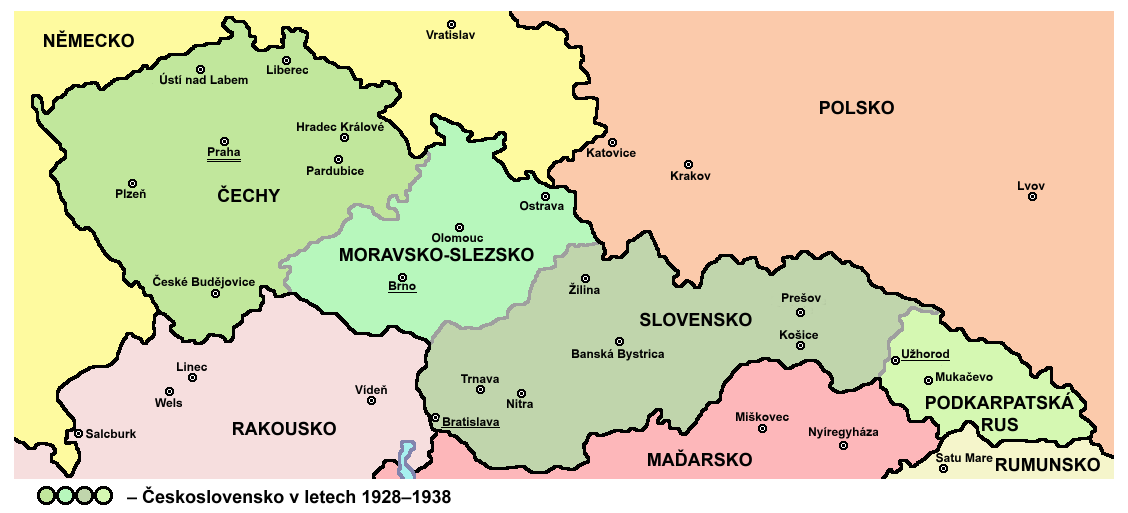 Vratislav
NĚMECKO
Liberec
Ústí nad Labem
POLSKO
Hradec Králové
Praha
Katovice
Pardubice
Krakov
Plzeň
Lvov
ČECHY
Ostrava
Olomouc
MORAVSKO-SLEZSKO
České Budějovice
Brno
Žilina
Prešov
SLOVENSKO
Košice
Banská Bystrica
Užhorod
Linec
Trnava
Mukačevo
Vídeň
Wels
Nitra
PODKARPATSKÁ
RUS
Miškovec
Bratislava
RAKOUSKO
Salcburk
Nyíregyháza
MAĎARSKO
Satu Mare
RUMUNSKO
– Československo v letech 1928–1938